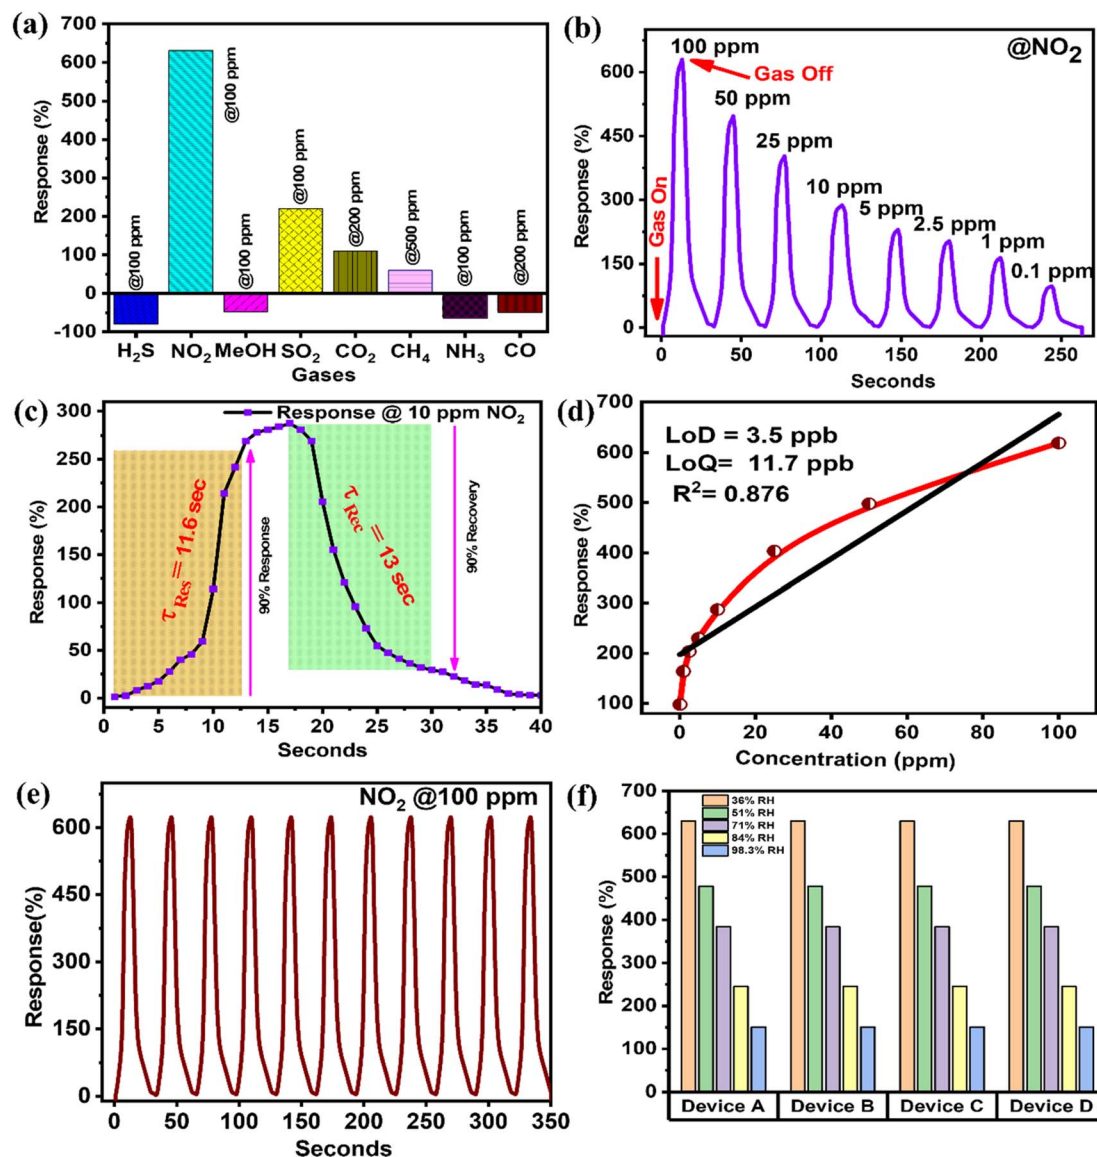 (a)
700
600
500
400
300
200
100
0
-100
Response (%)
@100 ppm
@100 ppm
@100 ppm
@100 ppm
@200 ppm
@500 ppm
@100 ppm
@200 ppm
H₂S NO₂ MeOH SO₂ CO₂ CH₄ NH₃ CO
Gases
(b)
@NO₂
600
450
300
150
0
Response (%)
100 ppm
Gas Off
50 ppm
25 ppm
10 ppm
5 ppm
2.5 ppm
1 ppm
0.1 ppm
Gas On
0 50 100 150 200 250
Seconds
(c)
300
250
200
150
100
50
0
Response (%)
Response @ 10 ppm NO₂
τ Res = 11.6 sec
90% Response
τ Rec = 13 sec
90% Recovery
0 10 20 30 40
Seconds
(d)
700
600
500
400
300
200
100
Response (%)
LoD = 3.5 ppb
LoQ= 11.7 ppb
R²= 0.876
0 20 40 60 80 100
Concentration (ppm)
(e)
NO₂ @100 ppm
600
450
300
150
0
Response(%)
0 50 100 150 200 250 300 350
Seconds
(f)
700
600
500
400
300
200
150
100
0
Response (%)
36% RH
51% RH
71% RH
84% RH
98.3% RH
Device A Device B Device C Device D